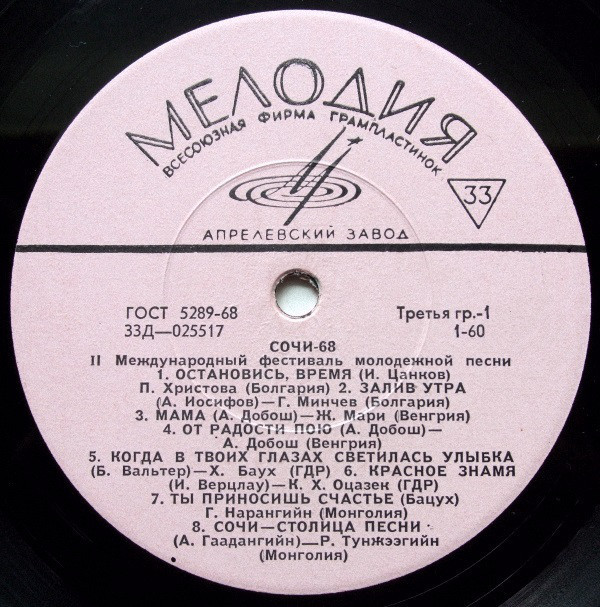 МЕЛОДИЯ
ВСЕСОЮЗНАЯ ФИРМА ГРАМПЛАСТИНОК
33
АПРЕЛЕВСКИЙ ЗАВОД
ГОСТ 5289-68
Третья гр.-1
33Д—025517
1-60
СОЧИ-68
II Международный фестиваль молодежной песни
1. ОСТАНОВИСЬ, ВРЕМЯ (И. Цанков)
П. Христова (Болгария) 2. ЗАЛИВ УТРА
(А. Иосифов)— Г. Минчев (Болгария)
3. МАМА (А. Добош)— Ж. Мари (Венгрия)
4. ОТ РАДОСТИ ПОЮ (А. Добош)—
А. Добош (Венгрия)
5. КОГДА В ТВОИХ ГЛАЗАХ СВЕТИЛАСЬ УЛЫБКА
(Б. Вальтер)—Х. Баух (ГДР) 6. КРАСНОЕ ЗНАМЯ
(И. Верцлау)— К. Х. Оцазек (ГДР)
7. ТЫ ПРИНОСИШЬ СЧАСТЬЕ (Бацух)
Г. Нарангийн (Монголия)
8. СОЧИ—СТОЛИЦА ПЕСНИ
(А. Гаадангийн)—Р. Тунжээгийн
(Монголия)